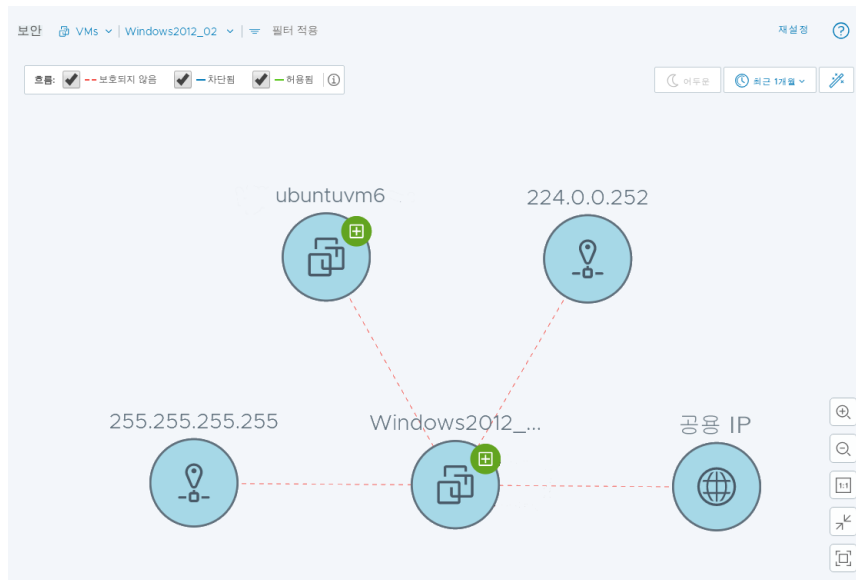 보안 VMs | Windows2012_02 | 필터 적용 재설정
흐름: 보호되지 않음 차단됨 허용됨 어두운 최근 1개월
ubuntuvm6 224.0.0.252
255.255.255.255 Windows2012_... 공용 IP
1:1